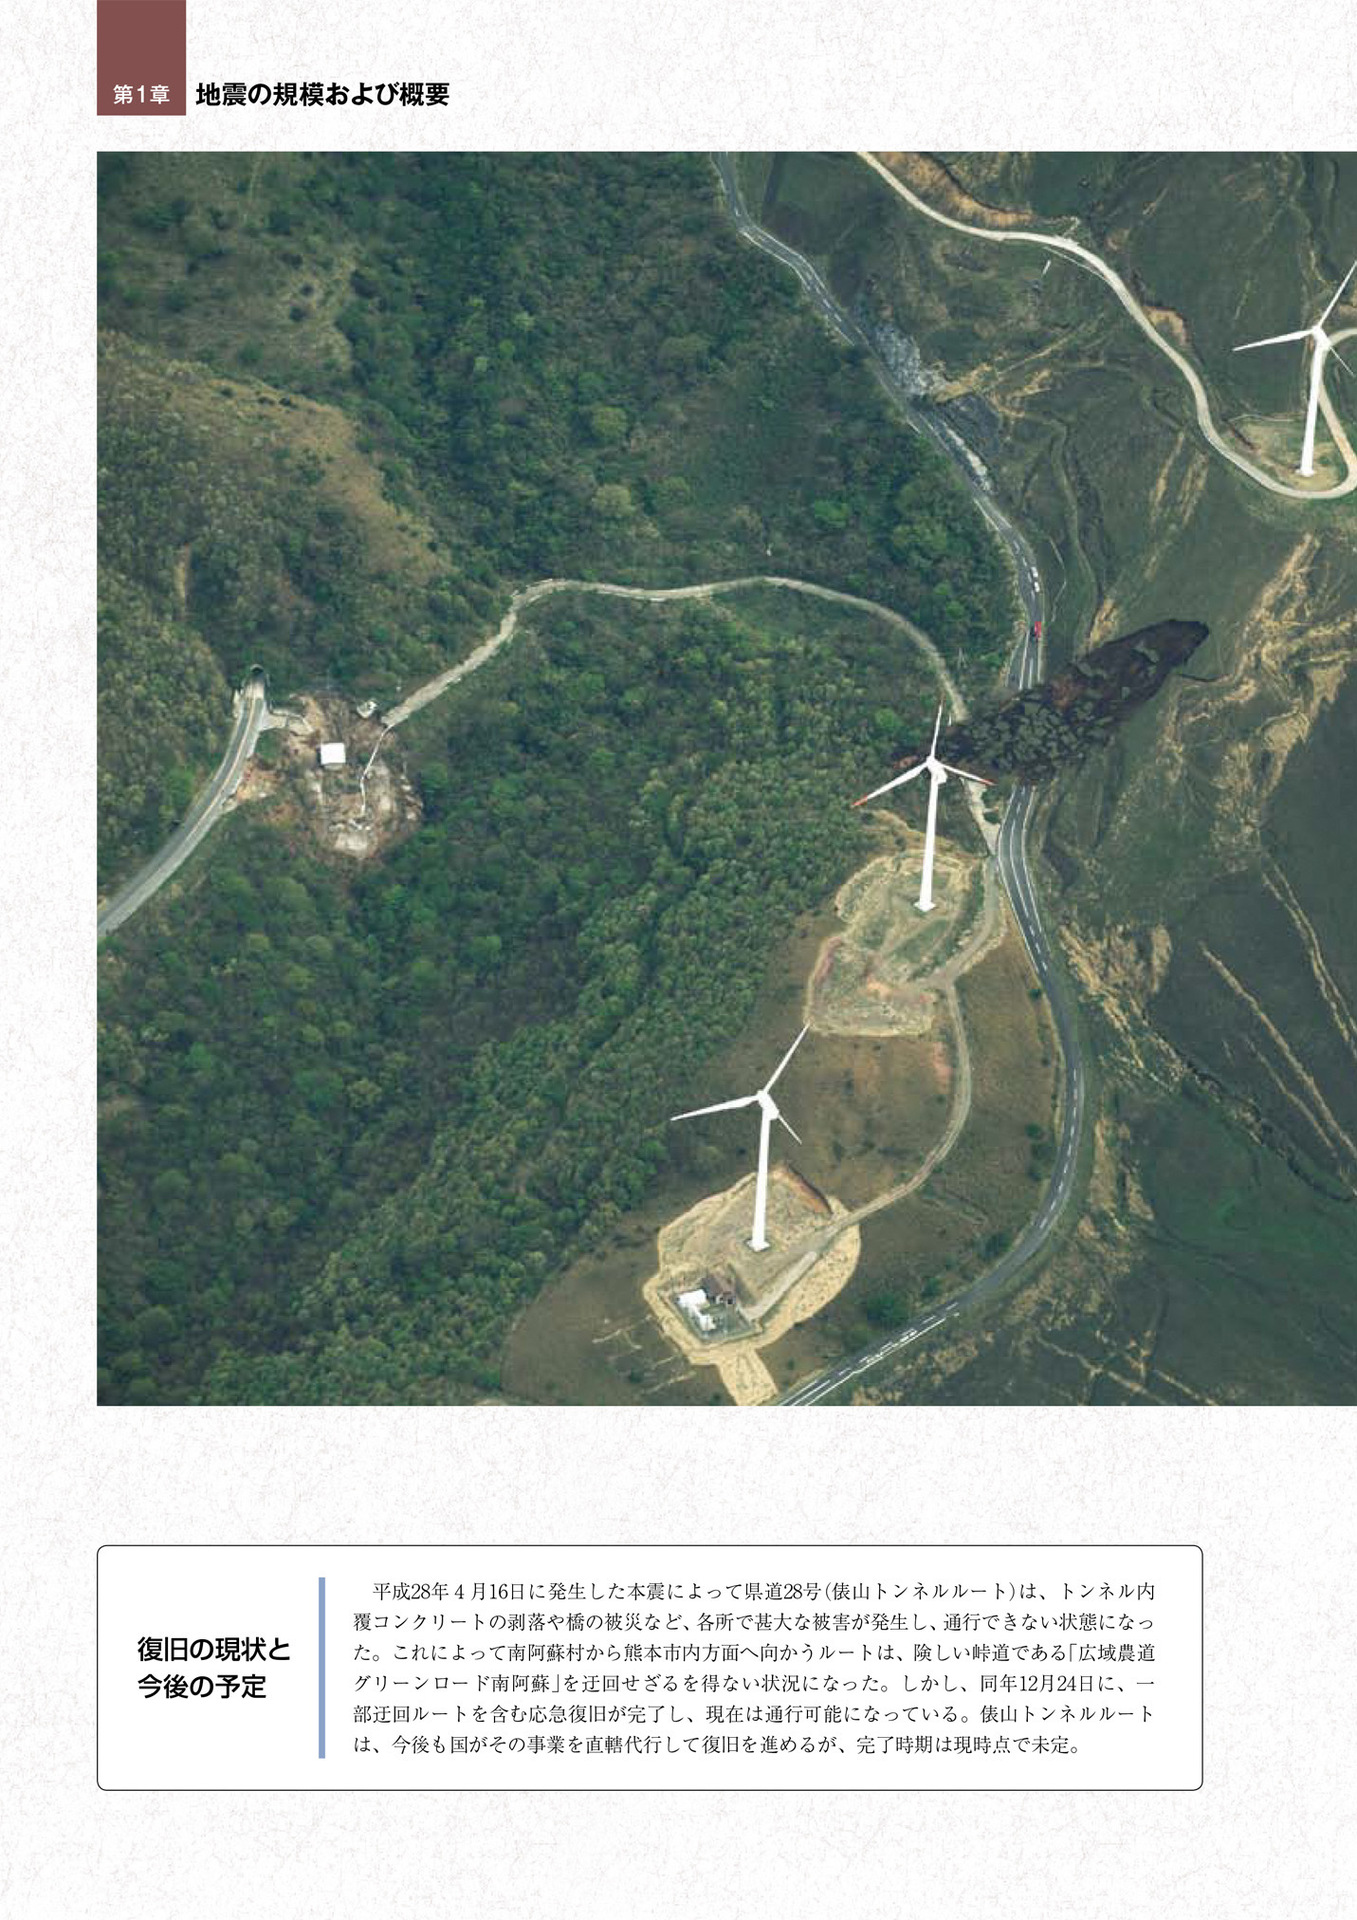 第1章 地震の規模および概要
復旧の現状と
今後の予定
平成28年4月16日に発生した本震によって県道28号(俵山トンネルルート)は、トンネル内
覆コンクリートの剥落や橋の被災など、各所で甚大な被害が発生し、通行できない状態になっ
た。これによって南阿蘇村から熊本市内方面へ向かうルートは、険しい峠道である「広域農道
グリーンロード南阿蘇」を迂回せざるを得ない状況になった。しかし、同年12月24日に、一
部迂回ルートを含む応急復旧が完了し、現在は通行可能になっている。俵山トンネルルート
は、今後も国がその事業を直轄代行して復旧を進めるが、完了時期は現時点で未定。